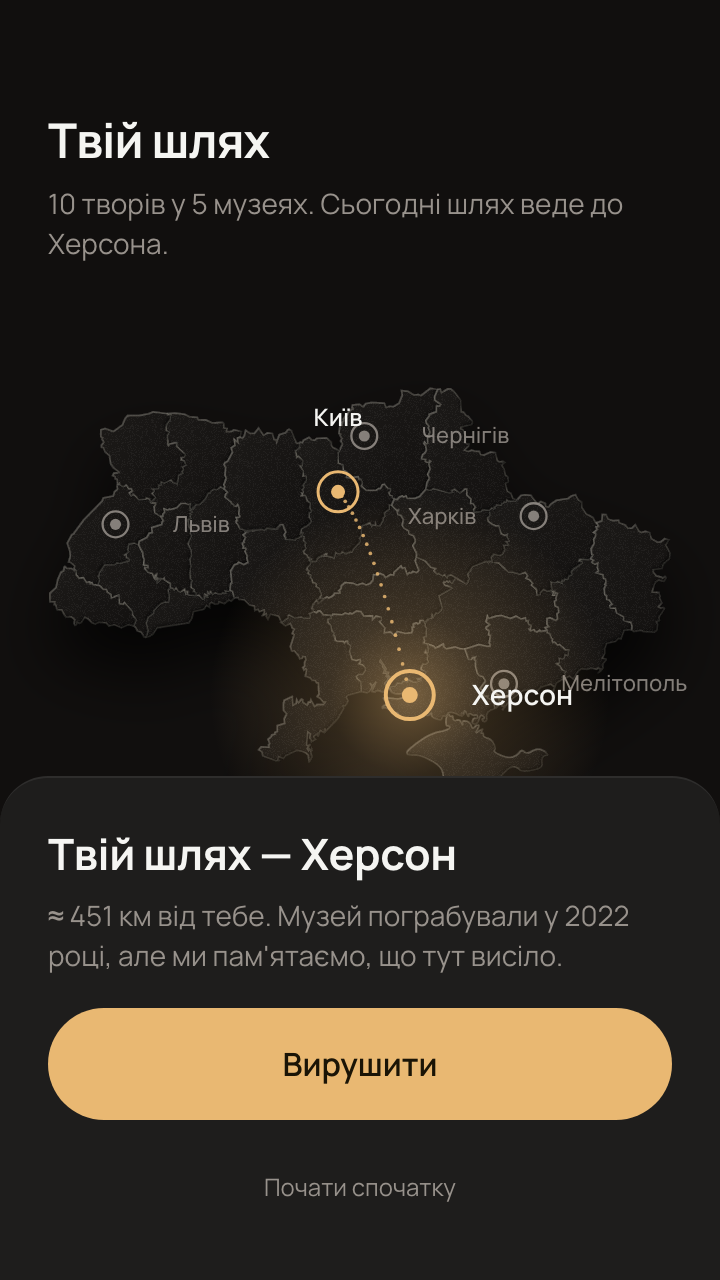 Твій шлях
10 творів у 5 музеях. Сьогодні шлях веде до
Херсона.
Київ
Чернігів
Харків
Львів
Мелітополь
Херсон
Твій шлях — Херсон
≈ 451 км від тебе. Музей пограбували у 2022
році, але ми пам'ятаємо, що тут висіло.
Вирушити
Почати спочатку